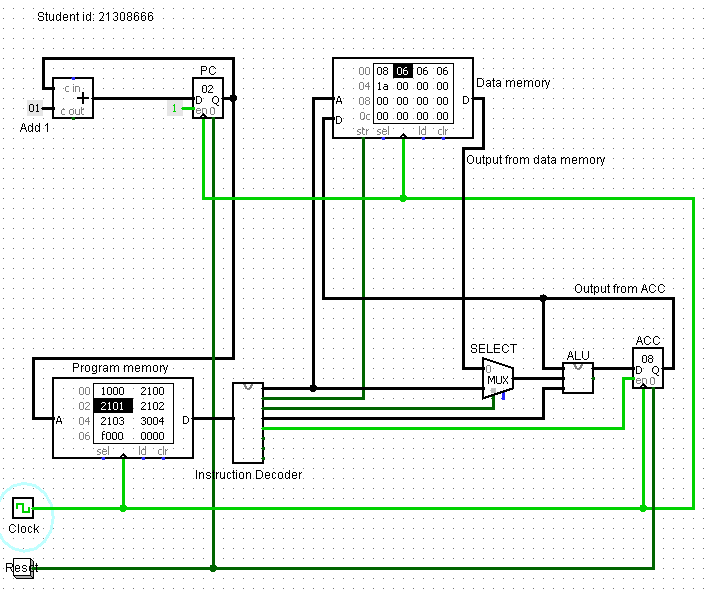 Student id: 21308666
PC
02
D Q
1 en 0
c in
+
c out
01
Add 1
00 08 06 06 06
04 1a 00 00 00
08 00 00 00 00
0c 00 00 00 00
A
D
D
str sel ld clr
Data memory
Output from data memory
Output from ACC
SELECT
0
MUX
ALU
ACC
08
D Q
en 0
Program memory
00 1000 2100
02 2101 2102
04 2103 3004
06 f000 0000
A
D
sel ld clr
Instruction Decoder
Clock
Reset